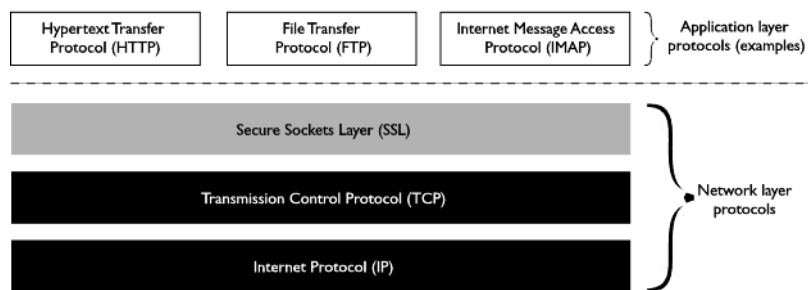 Hypertext Transfer
Protocol (HTTP)
File Transfer
Protocol (FTP)
Internet Message Access
Protocol (IMAP)
Application layer
protocols (examples)
Secure Sockets Layer (SSL)
Transmission Control Protocol (TCP)
Internet Protocol (IP)
Network layer
protocols